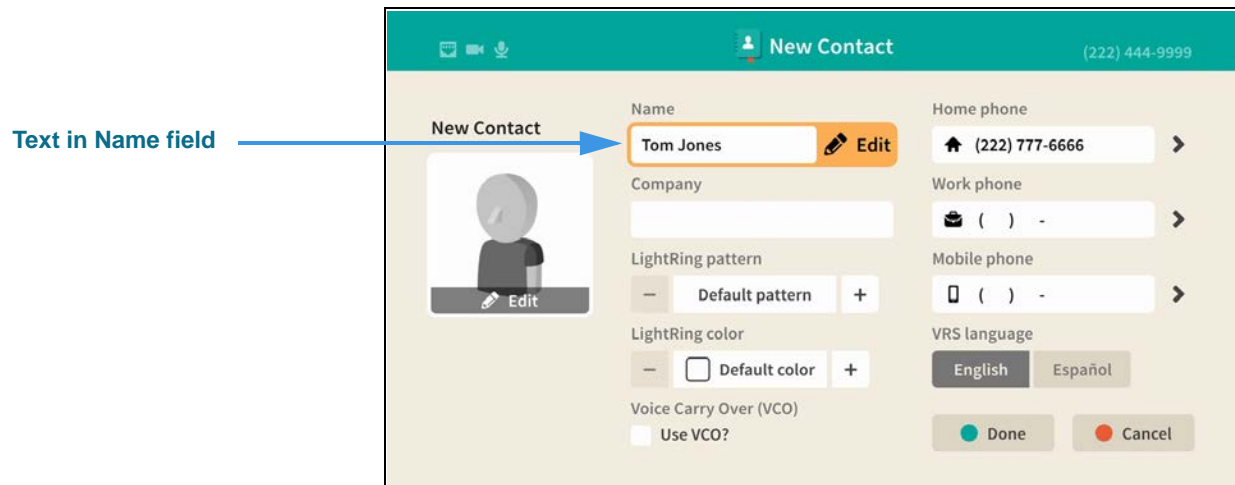 New Contact
(222) 444-9999
Text in Name field
New Contact
Edit
Name
Tom Jones
Edit
Company
LightRing pattern
− Default pattern +
LightRing color
− Default color +
Voice Carry Over (VCO)
Use VCO?
Home phone
(222) 777-6666
Work phone
( ) -
Mobile phone
( ) -
VRS language
English Español
Done Cancel